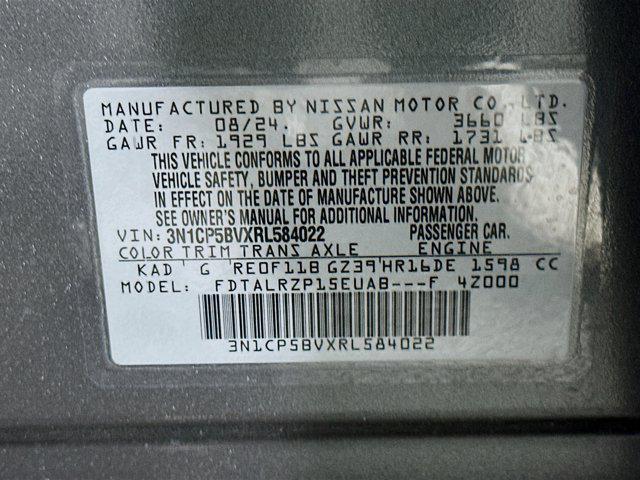 MANUFACTURED BY NISSAN MOTOR CO., LTD.
DATE: 08/24. GVWR: 3660 LBS
GAWR FR: 1929 LBS GAWR RR: 1731 LBS
THIS VEHICLE CONFORMS TO ALL APPLICABLE FEDERAL MOTOR
VEHICLE SAFETY, BUMPER AND THEFT PREVENTION STANDARDS
IN EFFECT ON THE DATE OF MANUFACTURE SHOWN ABOVE.
SEE OWNER'S MANUAL FOR ADDITIONAL INFORMATION.
VIN: 3N1CP5BVXRL584022 PASSENGER CAR.
COLOR TRIM TRANS AXLE ENGINE
KAD ' G ' RE0F11B GZ39'HR16DE 1598 CC
MODEL: FDTALRZP15EUAB---F 4Z000
3N1CP5BVXRL584022